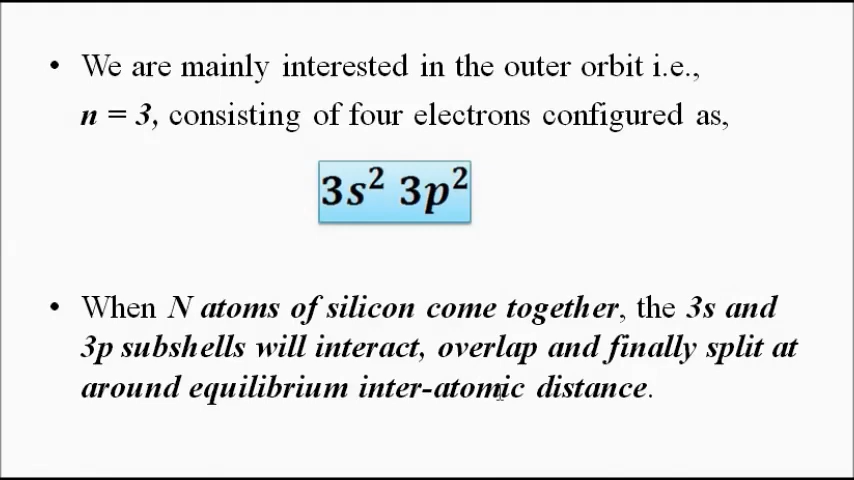 • We are mainly interested in the outer orbit i.e.,
n = 3, consisting of four electrons configured as,
3s² 3p²
• When N atoms of silicon come together, the 3s and
3p subshells will interact, overlap and finally split at
around equilibrium inter-atomic distance.